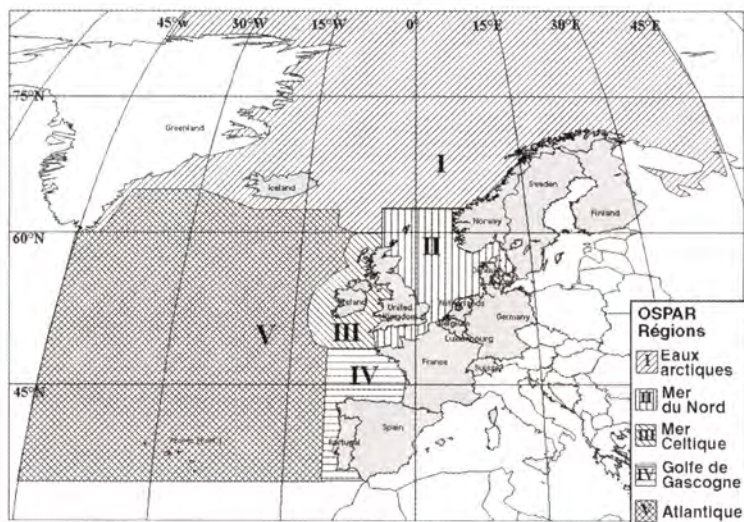 45°w 30°W 15°W 0° 15°E 30°E 45°E
75°N
Greenland
I
Iceland
Sweden
Finland
Norway
60°N
II
Ireland
United Kingdom
Netherlands
Germany
Luxembourg
V
III
France
IV
45°N
Portugal
Spain
OSPAR
Régions
I Eaux
arctiques
II Mer
du Nord
III Mer
Celtique
IV Golfe de
Gascogne
V Atlantique